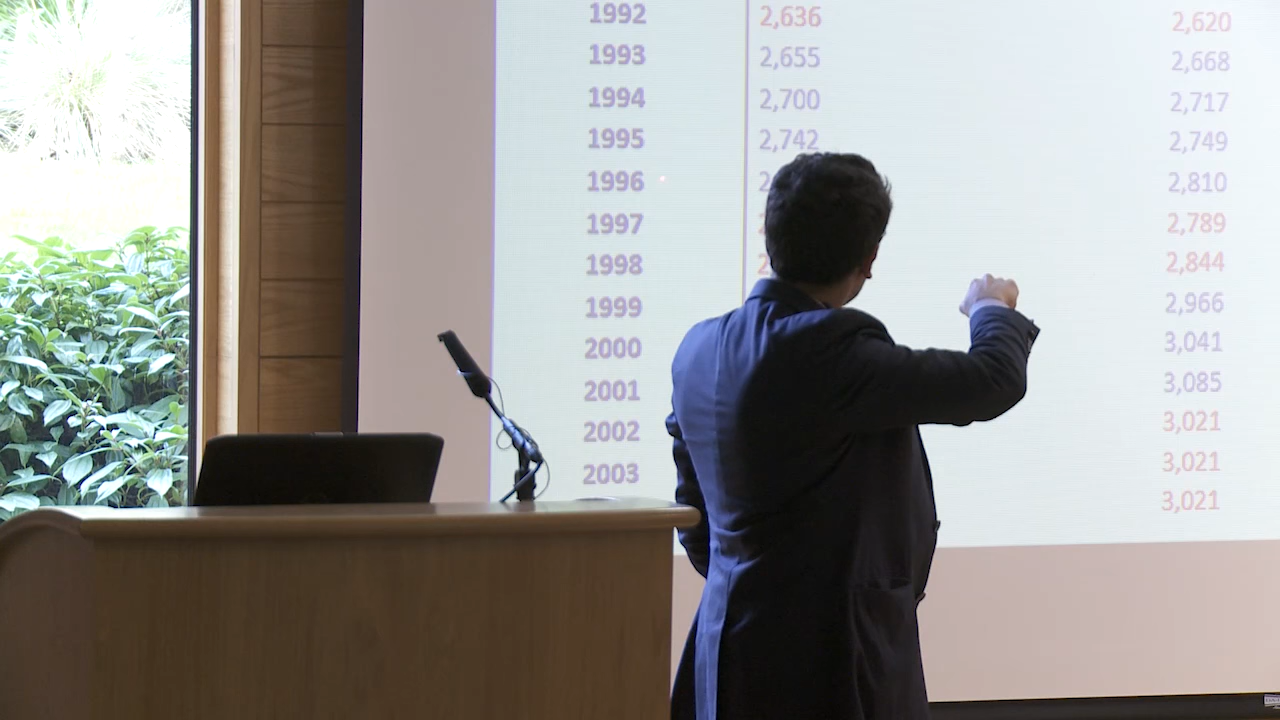 1992 2,636 2,620
1993 2,655 2,668
1994 2,700 2,717
1995 2,742 2,749
1996 2,810
1997 2,789
1998 2,844
1999 2,966
2000 3,041
2001 3,085
2002 3,021
2003 3,021
3,021